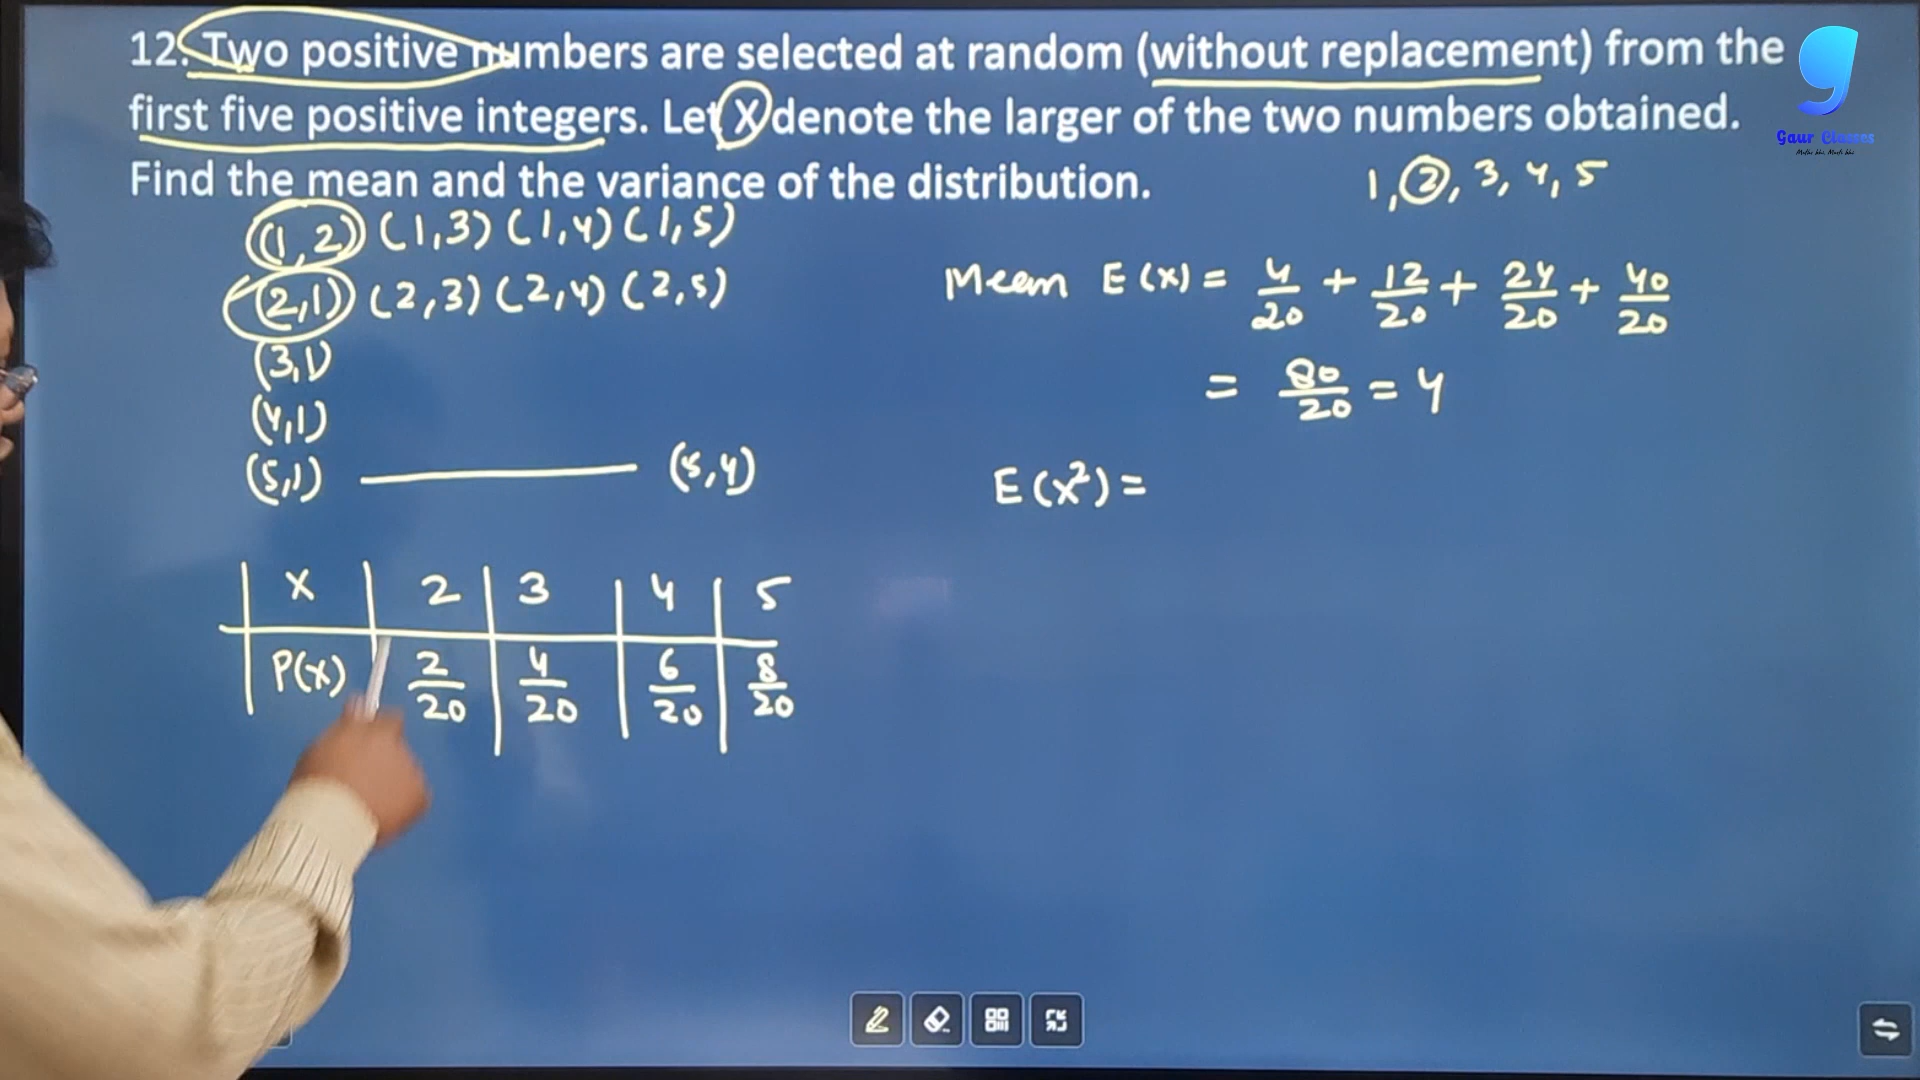 12. Two positive numbers are selected at random (without replacement) from the
first five positive integers. Let X denote the larger of the two numbers obtained.
Find the mean and the variance of the distribution.
1, 2, 3, 4, 5
(1,2) (1,3) (1,4) (1,5)
(2,1) (2,3) (2,4) (2,5)
(3,1)
(4,1)
(5,1) (5,4)
Mean E(x) = 4/20 + 12/20 + 24/20 + 40/20
= 80/20 = 4
E(x²) =
X 2 3 4 5
P(x) 2/20 4/20 6/20 8/20
g
Gaur Classes